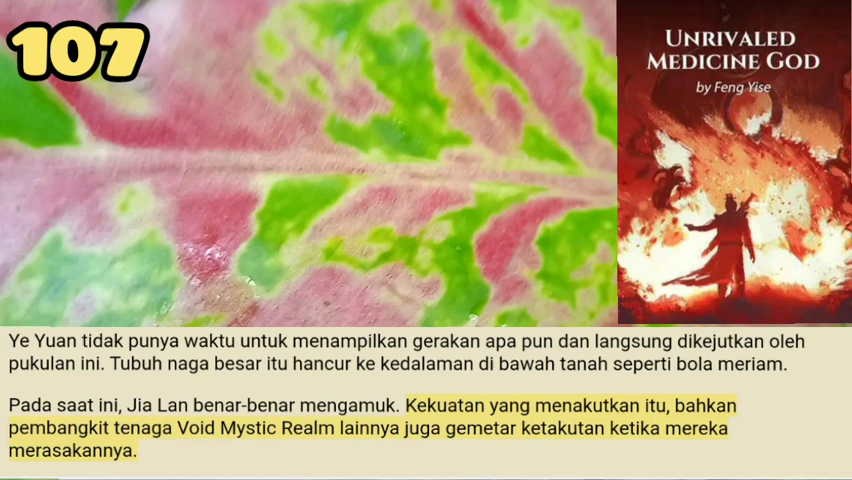 107
UNRIVALED
MEDICINE GOD
by Feng Yise
Ye Yuan tidak punya waktu untuk menampilkan gerakan apa pun dan langsung dikejutkan oleh
pukulan ini. Tubuh naga besar itu hancur ke kedalaman di bawah tanah seperti bola meriam.
Pada saat ini, Jia Lan benar-benar mengamuk. Kekuatan yang menakutkan itu, bahkan
pembangkit tenaga Void Mystic Realm lainnya juga gemetar ketakutan ketika mereka
merasakannya.